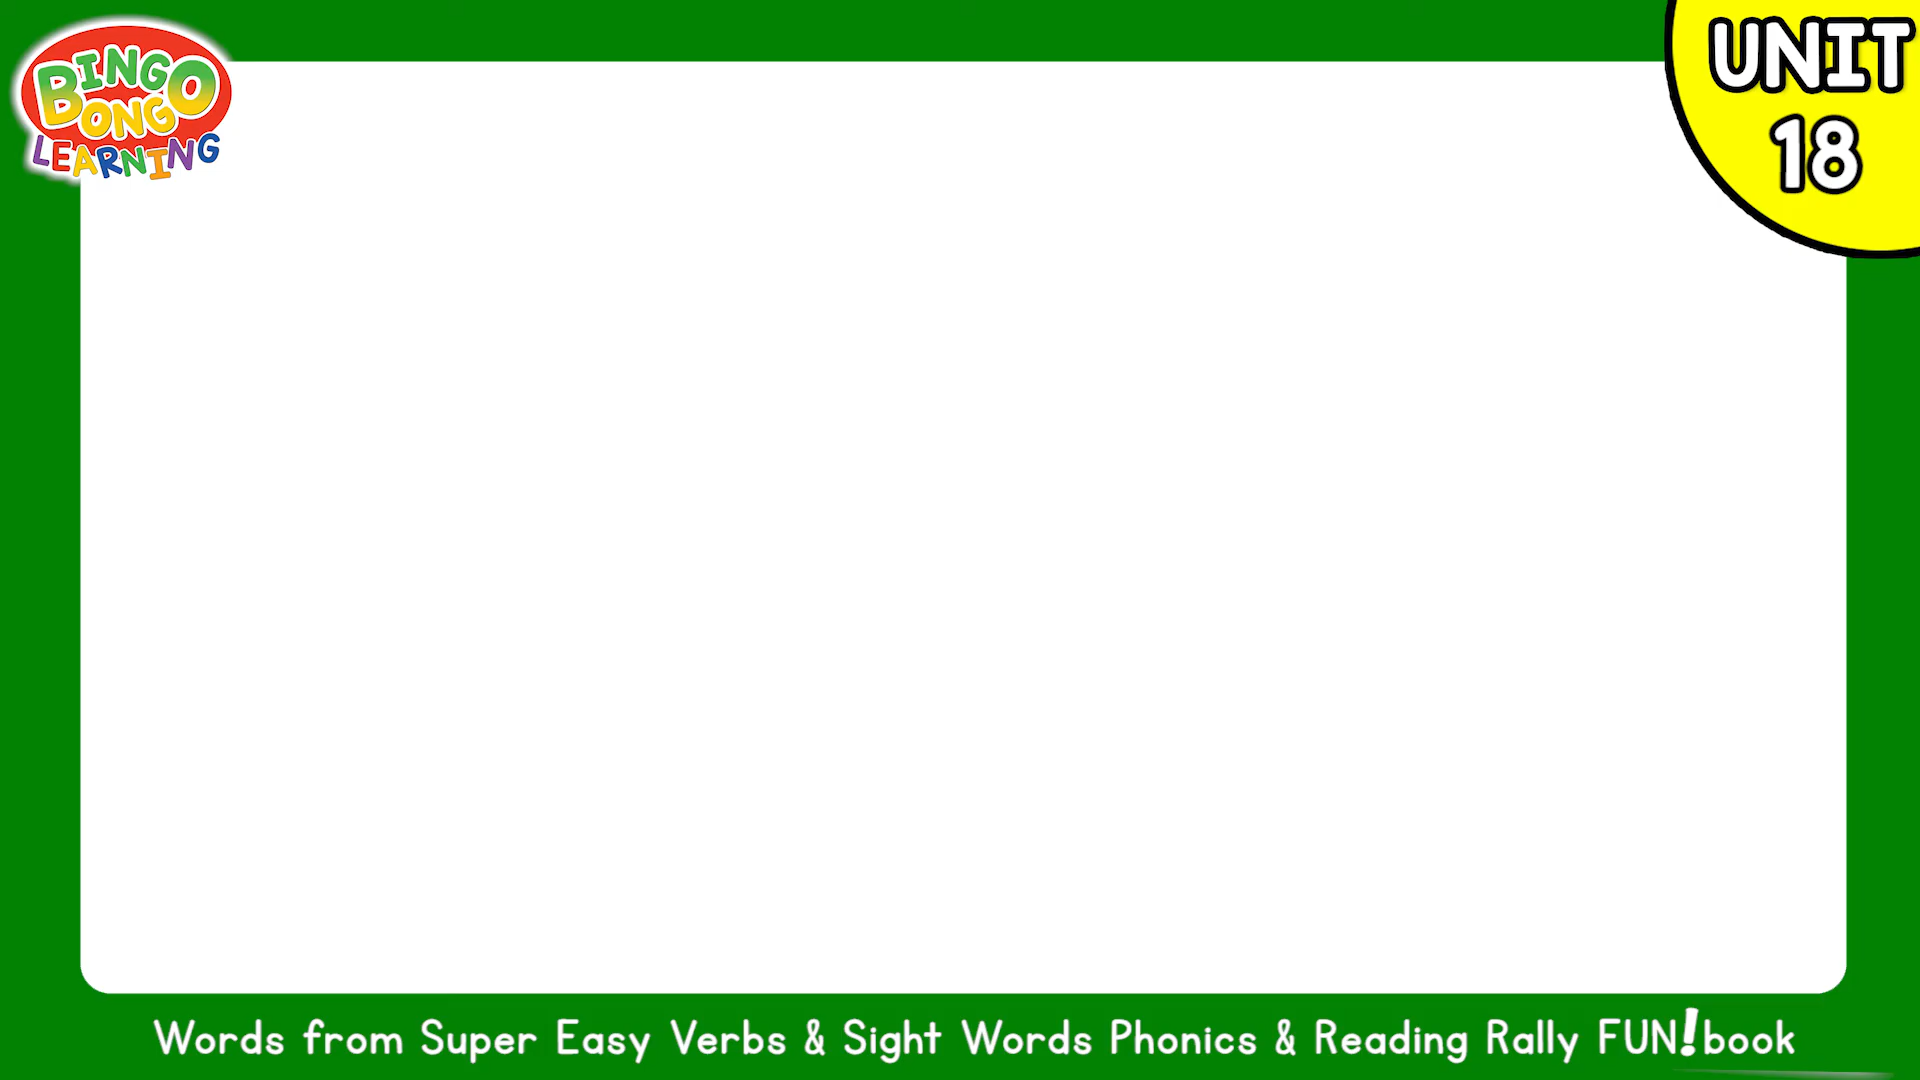 BINGO
BONGO
LEARNING
UNIT
18
Words from Super Easy Verbs & Sight Words Phonics & Reading Rally FUN!book